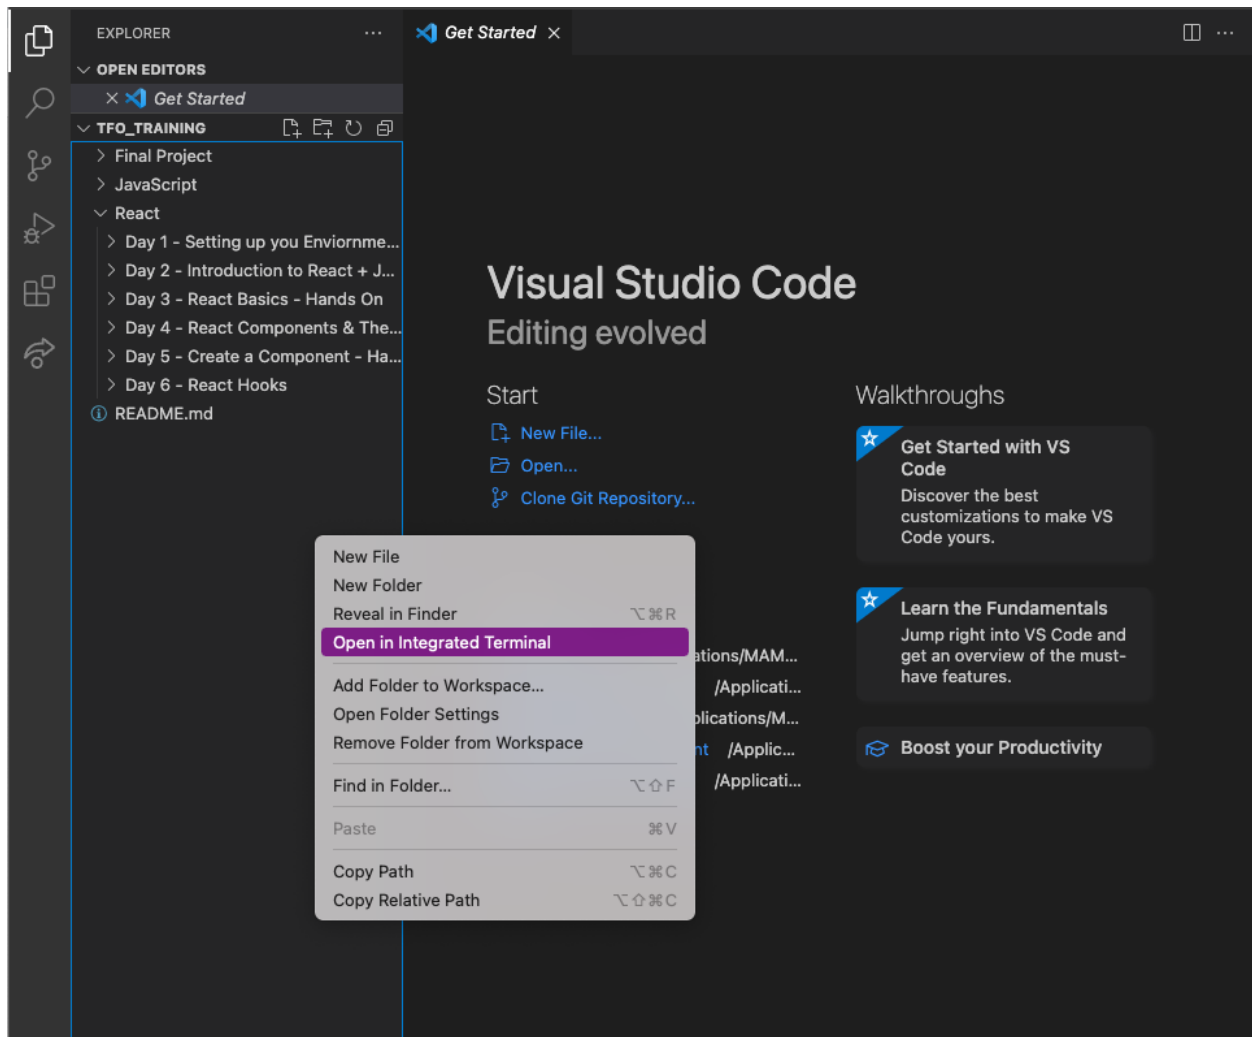 EXPLORER
Get Started
OPEN EDITORS
Get Started
TFO_TRAINING
Final Project
JavaScript
React
Day 1 - Setting up you Enviornme...
Day 2 - Introduction to React + J...
Day 3 - React Basics - Hands On
Day 4 - React Components & The...
Day 5 - Create a Component - Ha...
Day 6 - React Hooks
README.md
Visual Studio Code
Editing evolved
Start
New File...
Open...
Clone Git Repository...
Walkthroughs
Get Started with VS
Code
Discover the best
customizations to make VS
Code yours.
Learn the Fundamentals
Jump right into VS Code and
get an overview of the must-
have features.
Boost your Productivity
New File
New Folder
Reveal in Finder ⌥⌘R
Open in Integrated Terminal
Add Folder to Workspace...
Open Folder Settings
Remove Folder from Workspace
Find in Folder... ⌥⇧F
Paste ⌘V
Copy Path ⌥⌘C
Copy Relative Path ⌥⇧⌘C
ations/MAM...
/Applicati...
plications/M...
nt /Applic...
/Applicati...